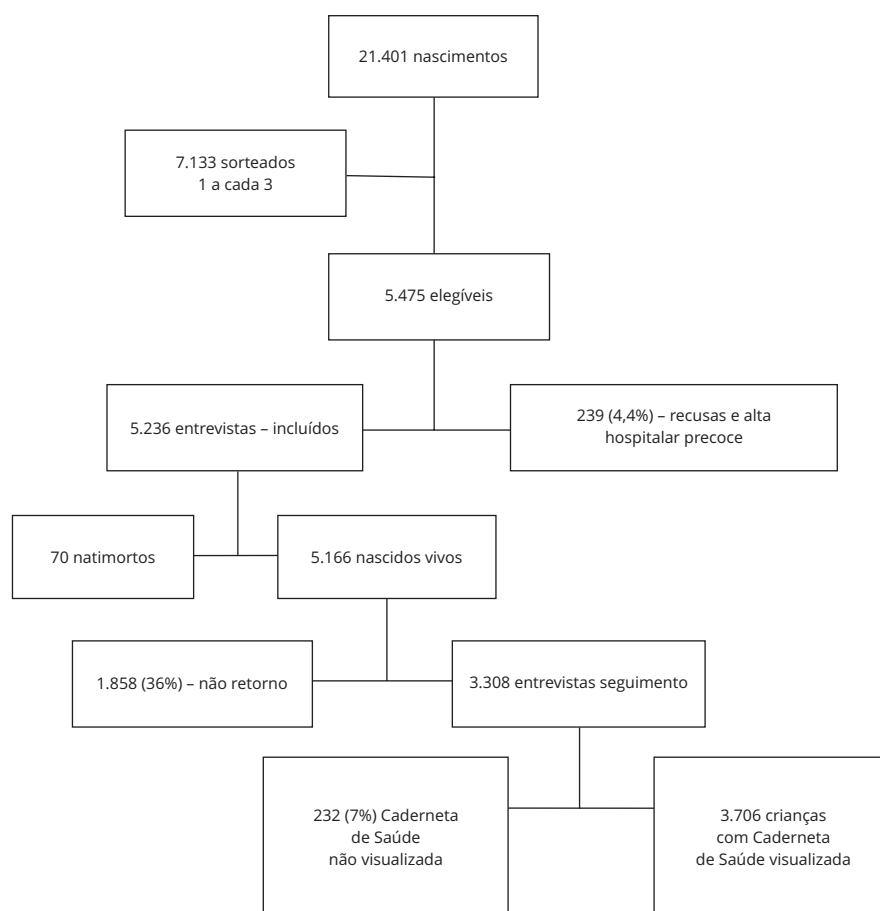 21.401 nascimentos
7.133 sorteados
1 a cada 3
5.475 elegíveis
5.236 entrevistas – incluídos
239 (4,4%) – recusas e alta
hospitalar precoce
70 natimortos
5.166 nascidos vivos
1.858 (36%) – não retorno
3.308 entrevistas seguimento
232 (7%) Caderneta
de Saúde
não visualizada
3.706 crianças
com Caderneta
de Saúde visualizada